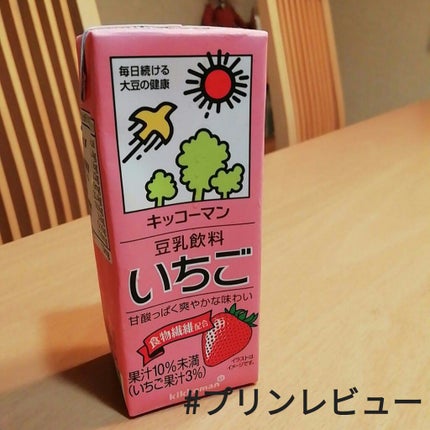 毎日続ける
大豆の健康
キッコーマン
豆乳飲料
いちご
甘酸っぱく爽やかな味わい
食物繊維配合
イラストは
イメージです。
果汁10%未満
(いちご果汁3%)
kikkoman
#プリンレビュー